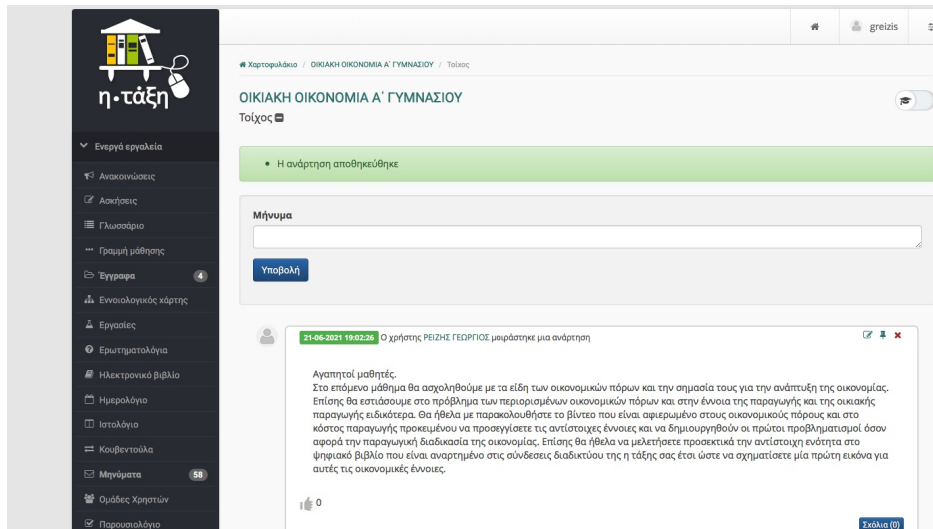 η·τάξη
greizis
Χαρτοφυλάκιο / ΟΙΚΙΑΚΗ ΟΙΚΟΝΟΜΙΑ Α΄ ΓΥΜΝΑΣΙΟΥ / Τοίχος
ΟΙΚΙΑΚΗ ΟΙΚΟΝΟΜΙΑ Α΄ ΓΥΜΝΑΣΙΟΥ
Τοίχος
Ενεργά εργαλεία
Ανακοινώσεις
Ασκήσεις
Γλωσσάριο
Γραμμή μάθησης
Έγγραφα 4
Εννοιολογικός χάρτης
Εργασίες
Ερωτηματολόγια
Ηλεκτρονικό βιβλίο
Ημερολόγιο
Ιστολόγιο
Κουβεντούλα
Μηνύματα 58
Ομάδες Χρηστών
Παρουσιολόγιο
Η ανάρτηση αποθηκεύθηκε
Μήνυμα
Υποβολή
21-06-2021 19:02:26 Ο χρήστης ΡΕΙΖΗΣ ΓΕΩΡΓΙΟΣ μοιράστηκε μια ανάρτηση
Αγαπητοί μαθητές.
Στο επόμενο μάθημα θα ασχοληθούμε με τα είδη των οικονομικών πόρων και την σημασία τους για την ανάπτυξη της οικονομίας.
Επίσης θα εστιάσουμε στο πρόβλημα των περιορισμένων οικονομικών πόρων και στην έννοια της παραγωγής και της οικιακής
παραγωγής ειδικότερα. Θα ήθελα με παρακολουθήστε το βίντεο που είναι αφιερωμένο στους οικονομικούς πόρους και στο
κόστος παραγωγής προκειμένου να προσεγγίσετε τις αντίστοιχες έννοιες και να δημιουργηθούν οι πρώτοι προβληματισμοί όσον
αφορά την παραγωγική διαδικασία της οικονομίας. Επίσης θα ήθελα να μελετήσετε προσεκτικά την αντίστοιχη ενότητα στο
ψηφιακό βιβλίο που είναι αναρτημένο στις σύνδεσεις διαδικτύου της η τάξης σας έτσι ώστε να σχηματίσετε μία πρώτη εικόνα για
αυτές τις οικονομικές έννοιες.
0
Σχόλια (0)